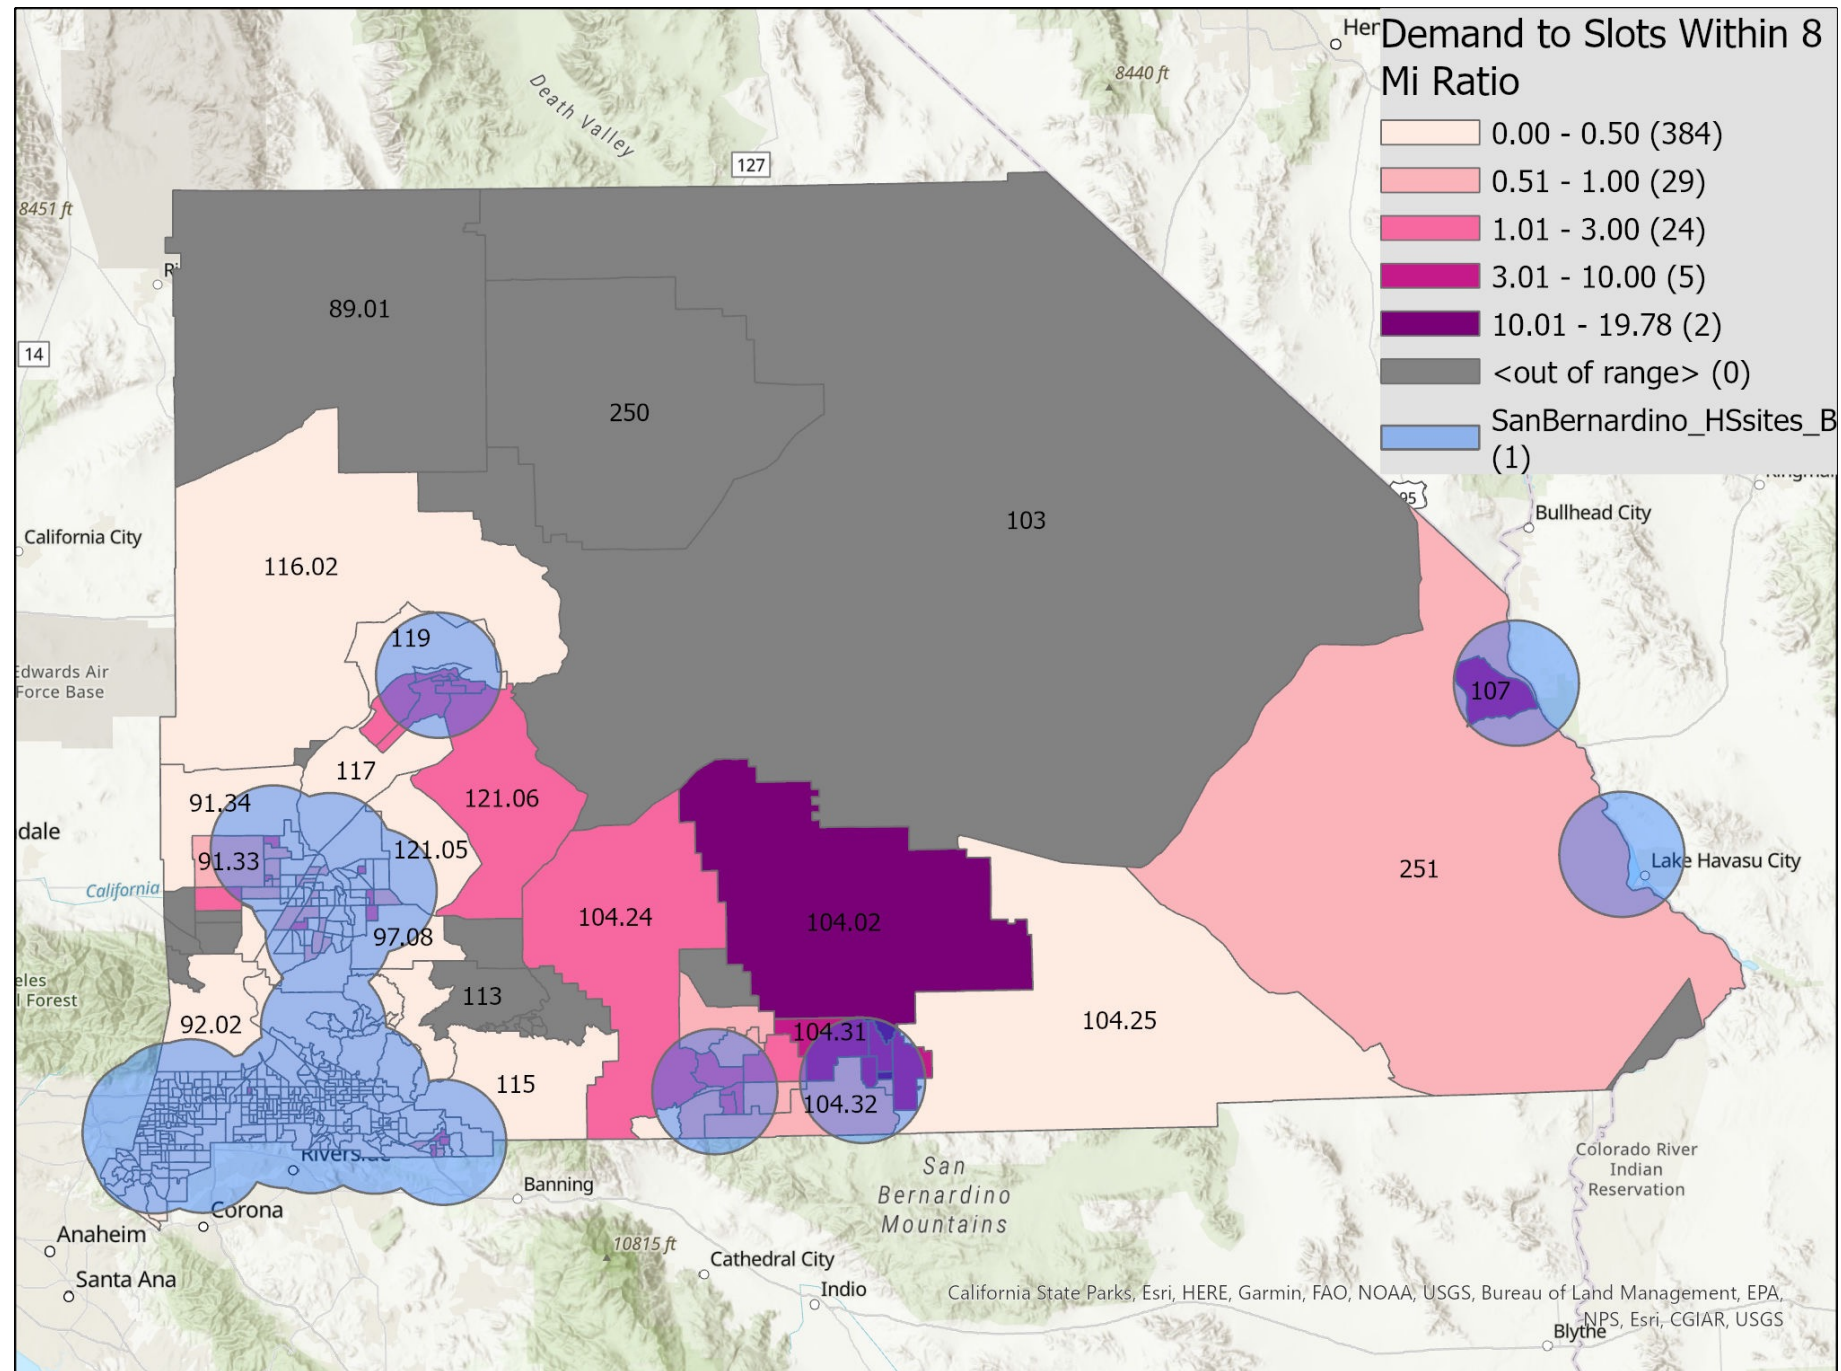 Demand to Slots Within 8
Mi Ratio
0.00 - 0.50 (384)
0.51 - 1.00 (29)
1.01 - 3.00 (24)
3.01 - 10.00 (5)
10.01 - 19.78 (2)
<out of range> (0)
SanBernardino_HSsites_B
(1)
Her
8440 ft
Death Valley
127
8451 ft
Ri
89.01
14
250
103
95
Bullhead City
California City
116.02
119
Edwards Air
Force Base
107
117
91.34
121.06
dale
91.33
121.05
251
Lake Havasu City
California
104.24
104.02
97.08
eles
l Forest
113
92.02
104.31
104.25
115
104.32
Riverside
Colorado River
Indian
Reservation
San
Bernardino
Mountains
Banning
Corona
Anaheim
10815 ft
Cathedral City
Santa Ana
Indio
California State Parks, Esri, HERE, Garmin, FAO, NOAA, USGS, Bureau of Land Management, EPA,
NPS, Esri, CGIAR, USGS
Blythe